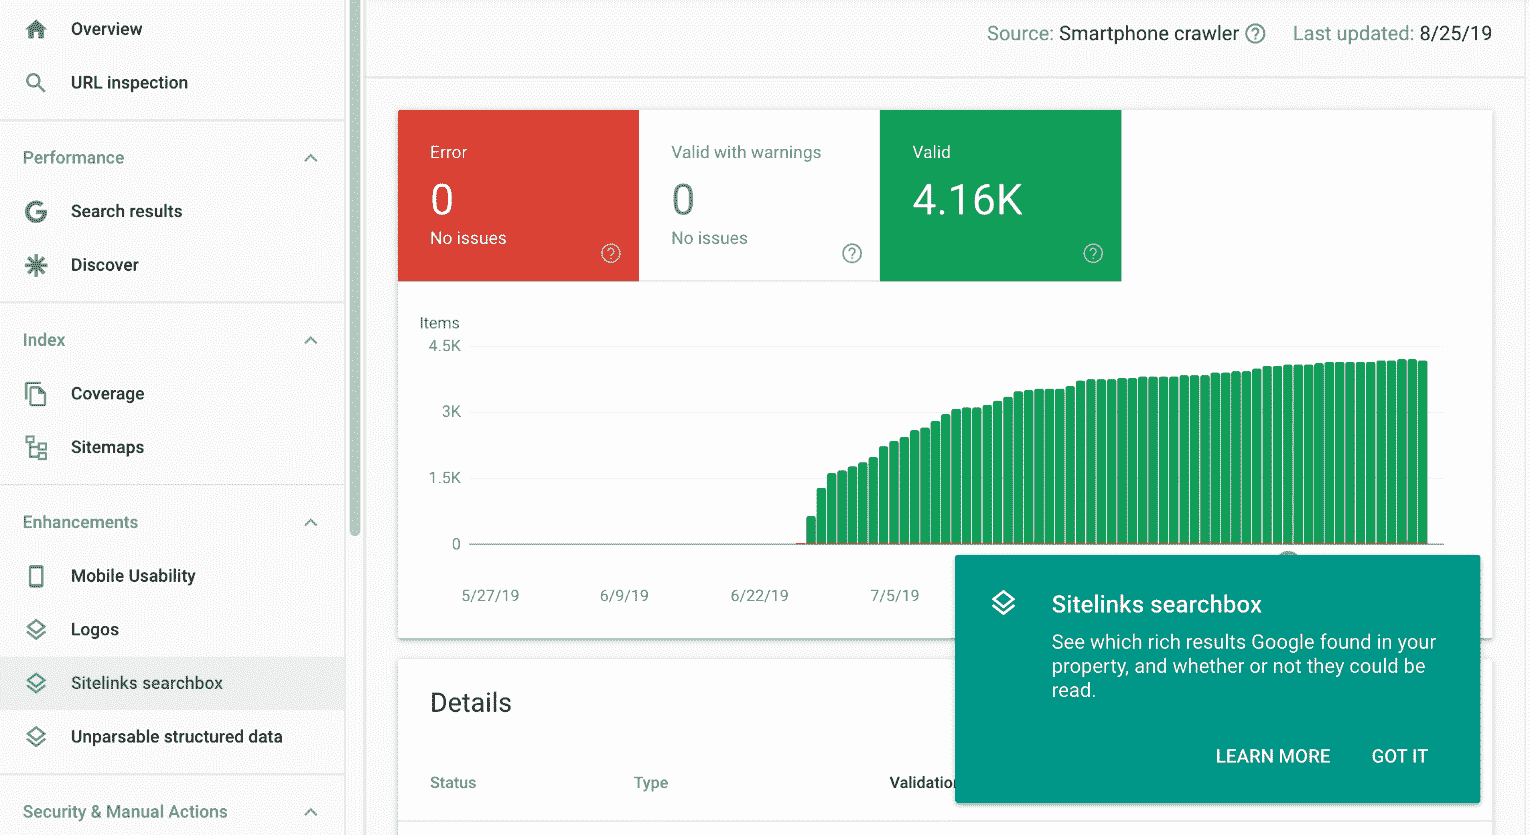 Overview
URL inspection
Performance
Search results
Discover
Index
Coverage
Sitemaps
Enhancements
Mobile Usability
Logos
Sitelinks searchbox
Unparsable structured data
Security & Manual Actions
Source: Smartphone crawler Last updated: 8/25/19
Error
0
No issues
Valid with warnings
0
No issues
Valid
4.16K
Items
4.5K
3K
1.5K
0
5/27/19 6/9/19 6/22/19 7/5/19
Details
Status Type Validation
Sitelinks searchbox
See which rich results Google found in your
property, and whether or not they could be
read.
LEARN MORE GOT IT